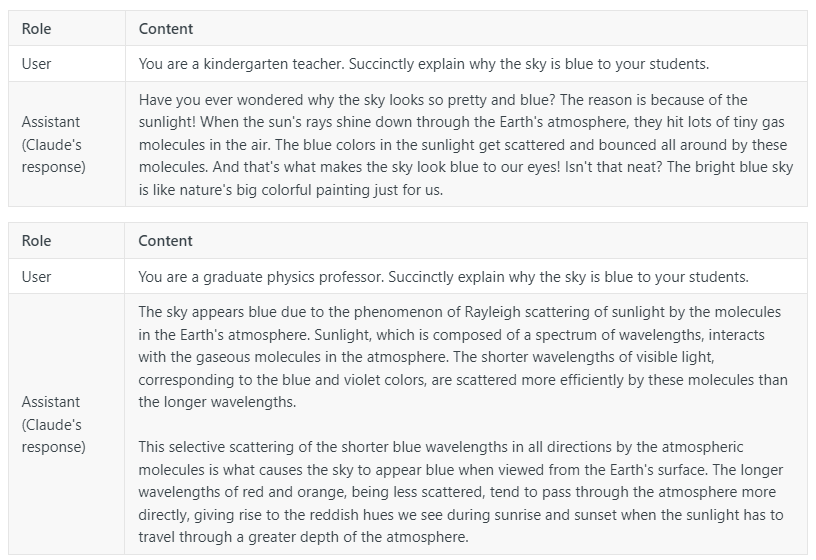 Role Content
User You are a kindergarten teacher. Succinctly explain why the sky is blue to your students.
Assistant (Claude's response)
Have you ever wondered why the sky looks so pretty and blue? The reason is because of the
sunlight! When the sun's rays shine down through the Earth's atmosphere, they hit lots of tiny gas
molecules in the air. The blue colors in the sunlight get scattered and bounced all around by these
molecules. And that's what makes the sky look blue to our eyes! Isn't that neat? The bright blue sky
is like nature's big colorful painting just for us.
Role Content
User You are a graduate physics professor. Succinctly explain why the sky is blue to your students.
Assistant (Claude's response)
The sky appears blue due to the phenomenon of Rayleigh scattering of sunlight by the molecules
in the Earth's atmosphere. Sunlight, which is composed of a spectrum of wavelengths, interacts
with the gaseous molecules in the atmosphere. The shorter wavelengths of visible light,
corresponding to the blue and violet colors, are scattered more efficiently by these molecules than
the longer wavelengths.
This selective scattering of the shorter blue wavelengths in all directions by the atmospheric
molecules is what causes the sky to appear blue when viewed from the Earth's surface. The longer
wavelengths of red and orange, being less scattered, tend to pass through the atmosphere more
directly, giving rise to the reddish hues we see during sunrise and sunset when the sunlight has to
travel through a greater depth of the atmosphere.